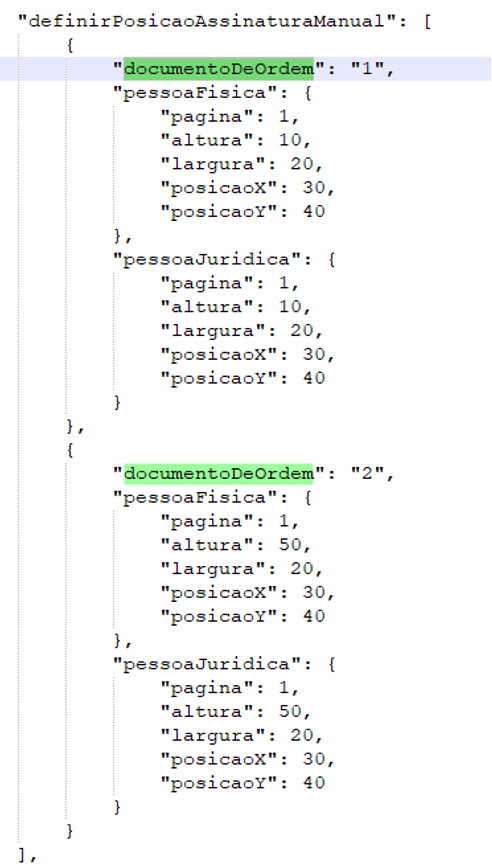 "definirPosicaoAssinaturaManual": [
{
"documentoDeOrdem": "1",
"pessoaFisica": {
"pagina": 1,
"altura": 10,
"largura": 20,
"posicaoX": 30,
"posicaoY": 40
},
"pessoaJuridica": {
"pagina": 1,
"altura": 10,
"largura": 20,
"posicaoX": 30,
"posicaoY": 40
}
},
{
"documentoDeOrdem": "2",
"pessoaFisica": {
"pagina": 1,
"altura": 50,
"largura": 20,
"posicaoX": 30,
"posicaoY": 40
},
"pessoaJuridica": {
"pagina": 1,
"altura": 50,
"largura": 20,
"posicaoX": 30,
"posicaoY": 40
}
}
],